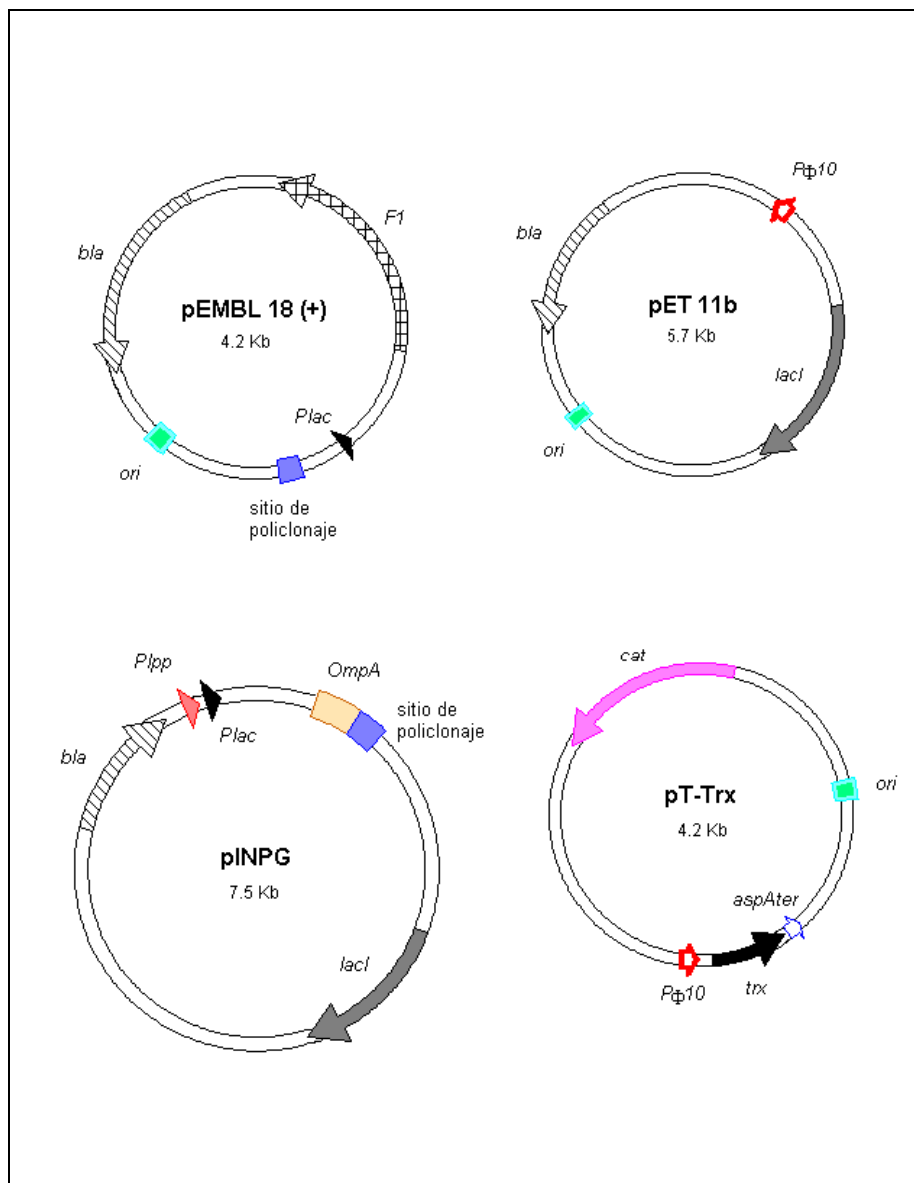 F1
bla
pEMBL 18 (+)
4.2 Kb
Plac
ori
sitio de
policlonaje
PΦ10
bla
pET 11b
5.7 Kb
lacI
ori
Plpp
OmpA
sitio de
policlonaje
Plac
bla
pINPG
7.5 Kb
lacI
cat
ori
pT-Trx
4.2 Kb
aspAter
PΦ10
trx